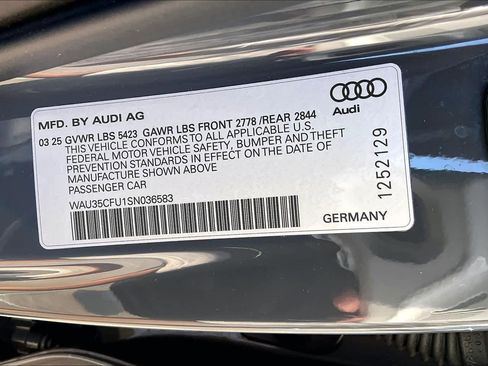 MFD. BY AUDI AG
03 25 GVWR LBS 5423 GAWR LBS FRONT 2778 /REAR 2844
THIS VEHICLE CONFORMS TO ALL APPLICABLE U.S.
FEDERAL MOTOR VEHICLE SAFETY, BUMPER, AND THEFT
PREVENTION STANDARDS IN EFFECT ON THE DATE OF
MANUFACTURE SHOWN ABOVE
PASSENGER CAR
WAU35CFU1SN036583
Audi
1252129
GERMANY